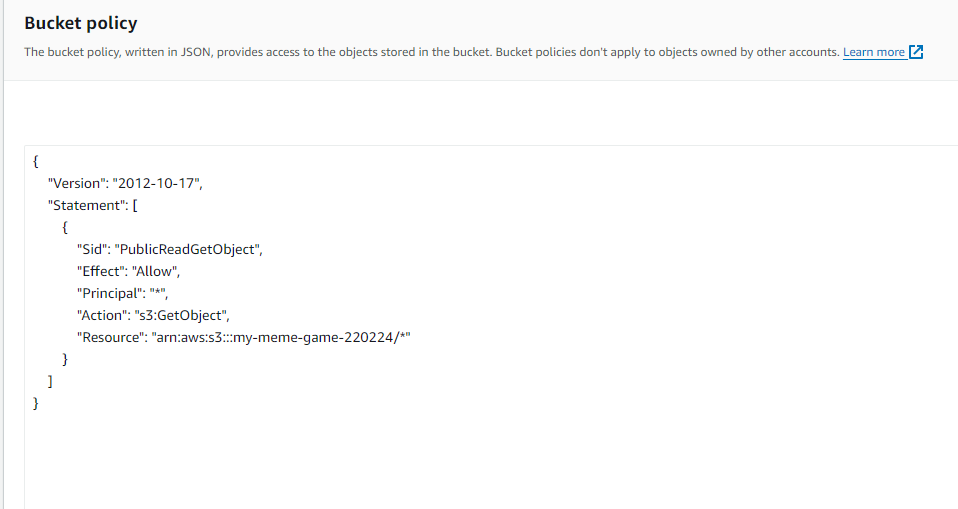 Bucket policy
The bucket policy, written in JSON, provides access to the objects stored in the bucket. Bucket policies don't apply to objects owned by other accounts. Learn more
{
"Version": "2012-10-17",
"Statement": [
{
"Sid": "PublicReadGetObject",
"Effect": "Allow",
"Principal": "*",
"Action": "s3:GetObject",
"Resource": "arn:aws:s3:::my-meme-game-220224/*"
}
]
}